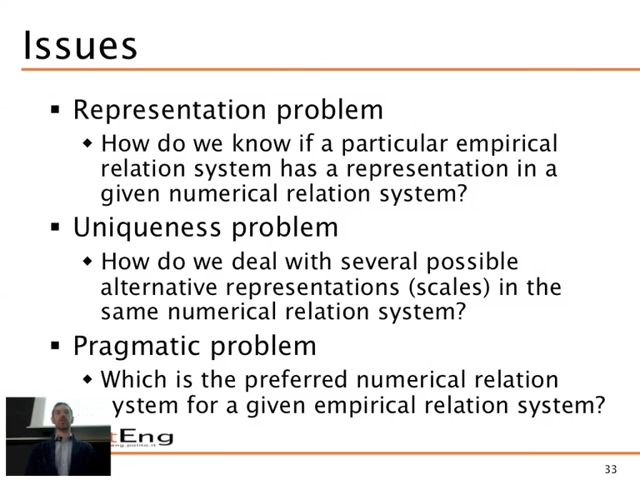 Issues
▪ Representation problem
◆ How do we know if a particular empirical
relation system has a representation in a
given numerical relation system?
▪ Uniqueness problem
◆ How do we deal with several possible
alternative representations (scales) in the
same numerical relation system?
▪ Pragmatic problem
◆ Which is the preferred numerical relation
ystem for a given empirical relation system?
tEng
33